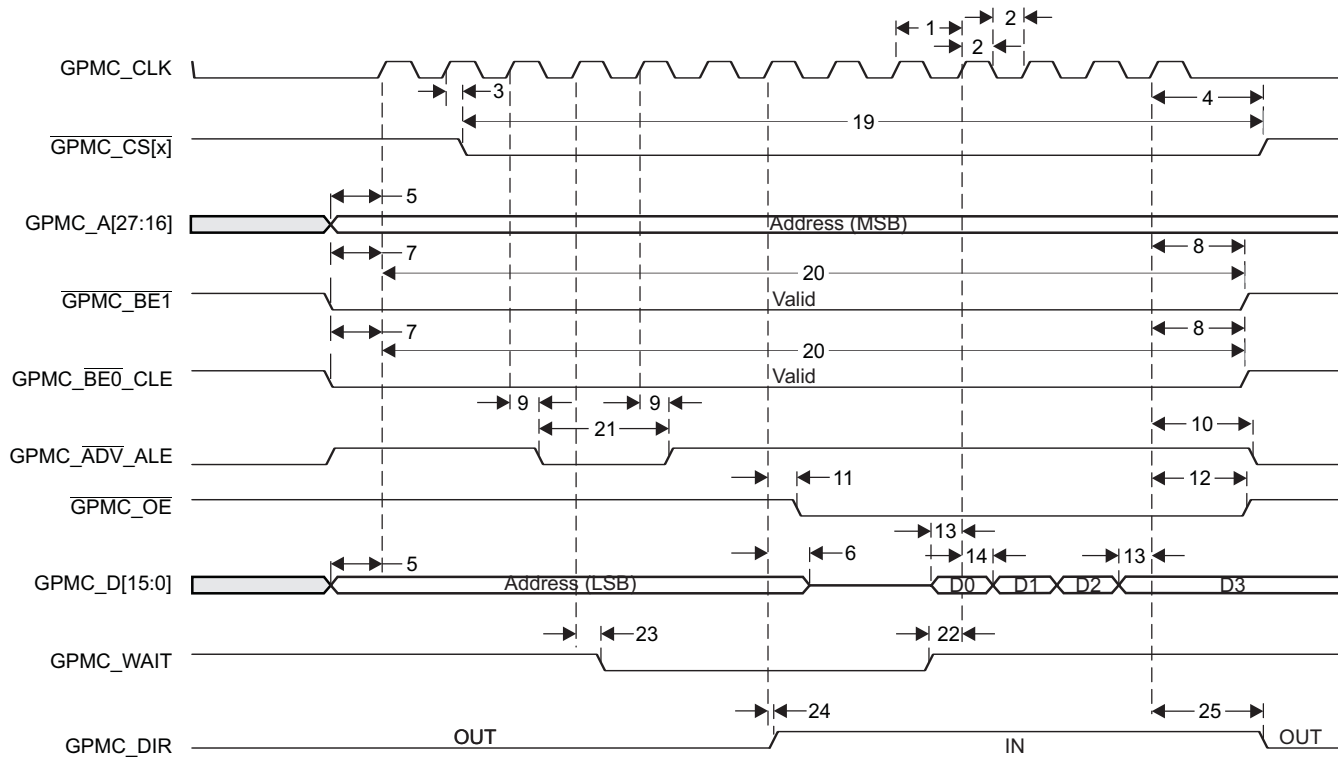 1 2
GPMC_CLK 2
3 4
19
GPMC_CS[x]
5
GPMC_A[27:16] Address (MSB)
7 8
20
GPMC_BE1 Valid
7 8
20
GPMC_BE0_CLE Valid
9 9
21 10
GPMC_ADV_ALE
11 12
GPMC_OE
13
5 6 14 13
GPMC_D[15:0] Address (LSB) D0 D1 D2 D3
23 22
GPMC_WAIT
24 25
GPMC_DIR OUT IN OUT